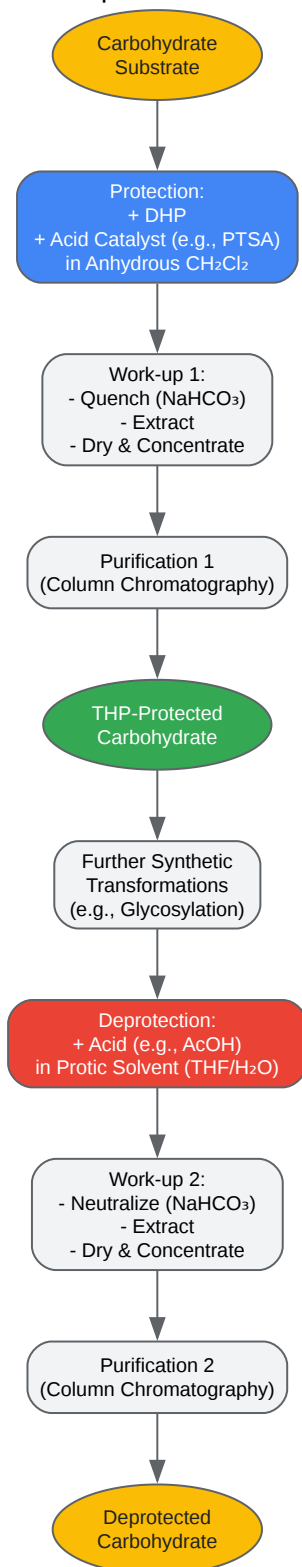 Carbohydrate
Substrate
Protection:
+ DHP
+ Acid Catalyst (e.g., PTSA)
in Anhydrous CH₂Cl₂
Work-up 1:
- Quench (NaHCO₃)
- Extract
- Dry & Concentrate
Purification 1
(Column Chromatography)
THP-Protected
Carbohydrate
Further Synthetic
Transformations
(e.g., Glycosylation)
Deprotection:
+ Acid (e.g., AcOH)
in Protic Solvent (THF/H₂O)
Work-up 2:
- Neutralize (NaHCO₃)
- Extract
- Dry & Concentrate
Purification 2
(Column Chromatography)
Deprotected
Carbohydrate